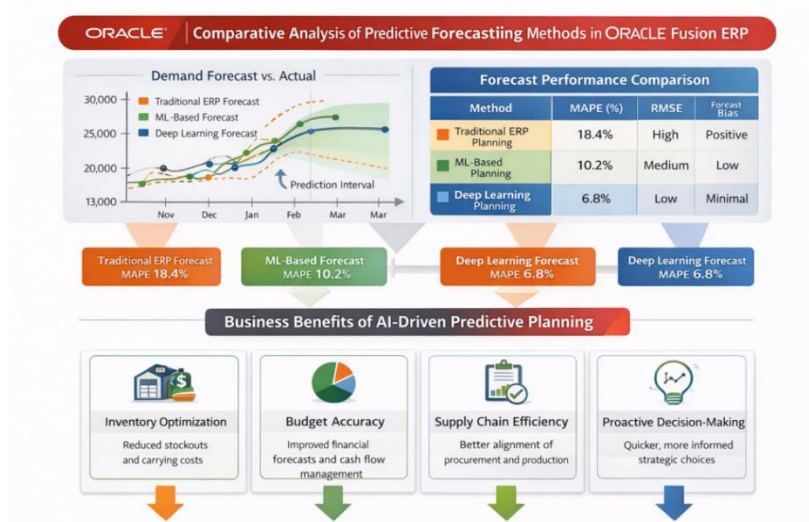 ORACLE' Comparative Analysis of Predictive Forecastiing Methods in ORACLE Fusion ERP
Demand Forecast vs. Actual
30,000
25,000
20,000
13,000
Traditional ERP Forecast
ML-Based Forecast
Deep Learning Forecast
Prediction Interval
Nov Dec Jan Feb Mar Mar
Forecast Performance Comparison
Method MAPE (%) RMSE Forcast
Bias
Traditional ERP
Planning 18.4% High Positive
ML-Based
Planning 10.2% Medium Low
Deep Learning
Planning 6.8% Low Minimal
Traditional ERP Forecast
MAPE 18.4%
ML-Based Forecast
MAPE 10.2%
Deep Learning Forecast
MAPE 6.8%
Deep Learning Forecast
MAPE 6.8%
Business Benefits of AI-Driven Predictive Planning
Inventory Optimization
Reduced stockouts
and carrying costs
Budget Accuracy
Improved financial
forecasts and cash flow
management
Supply Chain Efficiency
Better alignment of
procurement and production
Proactive Decision-Making
Quicker, more informed
strategic choices